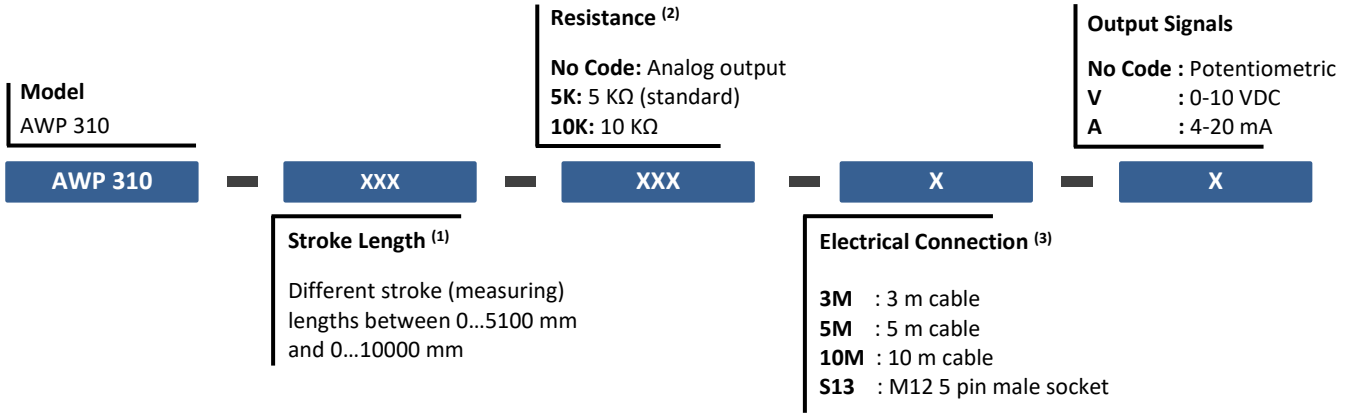 Resistance (2)
No Code: Analog output
5K: 5 KΩ (standard)
10K: 10 KΩ
Output Signals
No Code : Potentiometric
V : 0-10 VDC
A : 4-20 mA
Model
AWP 310
AWP 310 – XXX – XXX – X – X
Stroke Length (1)
Different stroke (measuring)
lengths between 0...5100 mm
and 0...10000 mm
Electrical Connection (3)
3M : 3 m cable
5M : 5 m cable
10M : 10 m cable
S13 : M12 5 pin male socket